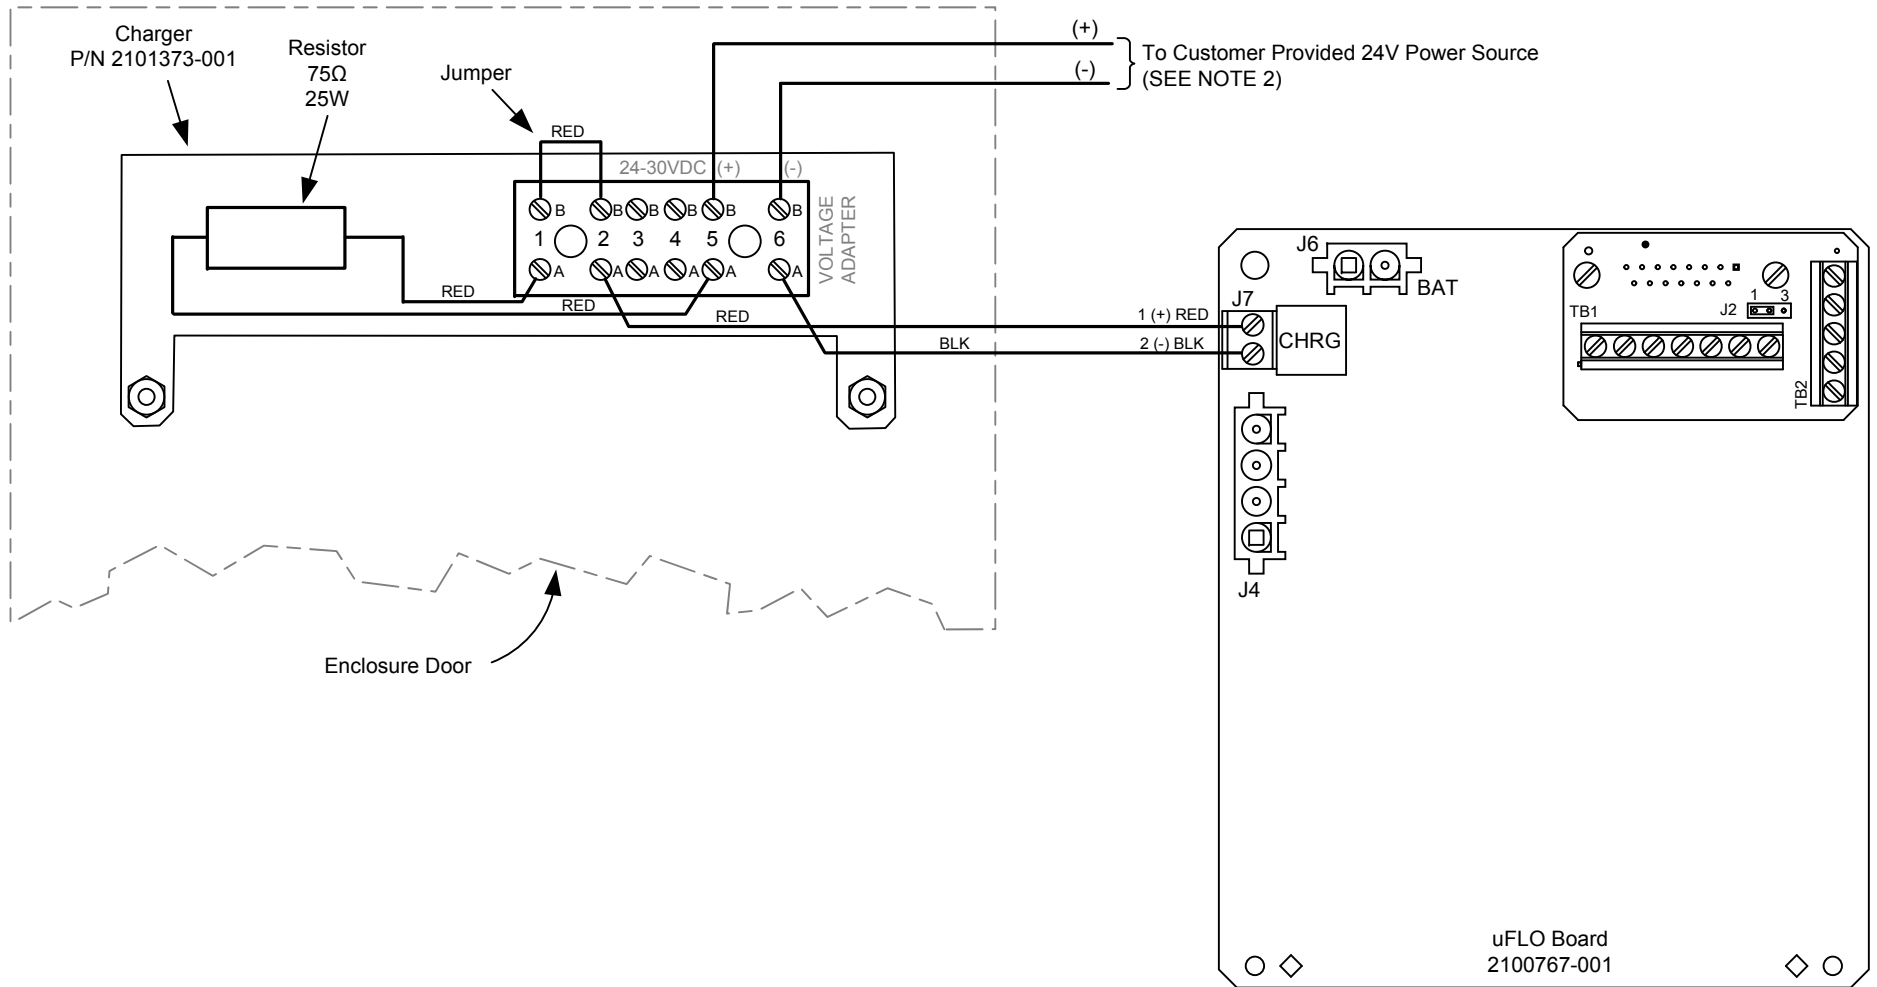 Charger
P/N 2101373-001
Resistor
75Ω
25W
Jumper
RED
(+)
(-)
To Customer Provided 24V Power Source
(SEE NOTE 2)
24-30VDC (+) (-)
B B B B B B
1 2 3 4 5 6
A A A A A A
VOLTAGE
ADAPTER
RED
RED
RED
BLK
1 (+) RED
2 (-) BLK
J6
BAT
J7
CHRG
J4
TB1
J2
1 3
TB2
Enclosure Door
uFLO Board
2100767-001